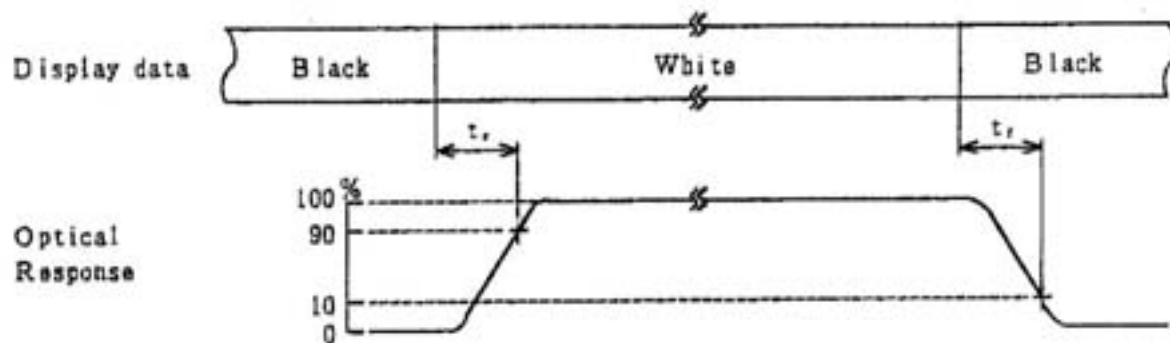 Display data
Black
White
Black
tr
tf
100 %
90
10
0
Optical
Response